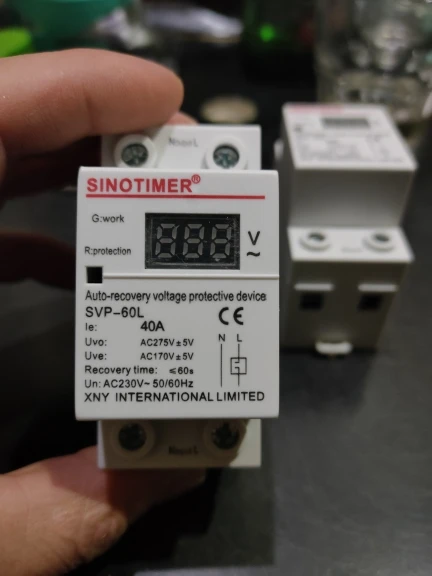 SINOTIMER®
G:work
888 V~
R:protection
Auto-recovery voltage protective device
SVP-60L CE
Ie: 40A
N L
Uvo: AC275V±5V
Uve: AC170V±5V
Recovery time: ≤60s
Un: AC230V~ 50/60Hz
XNY INTERNATIONAL LIMITED